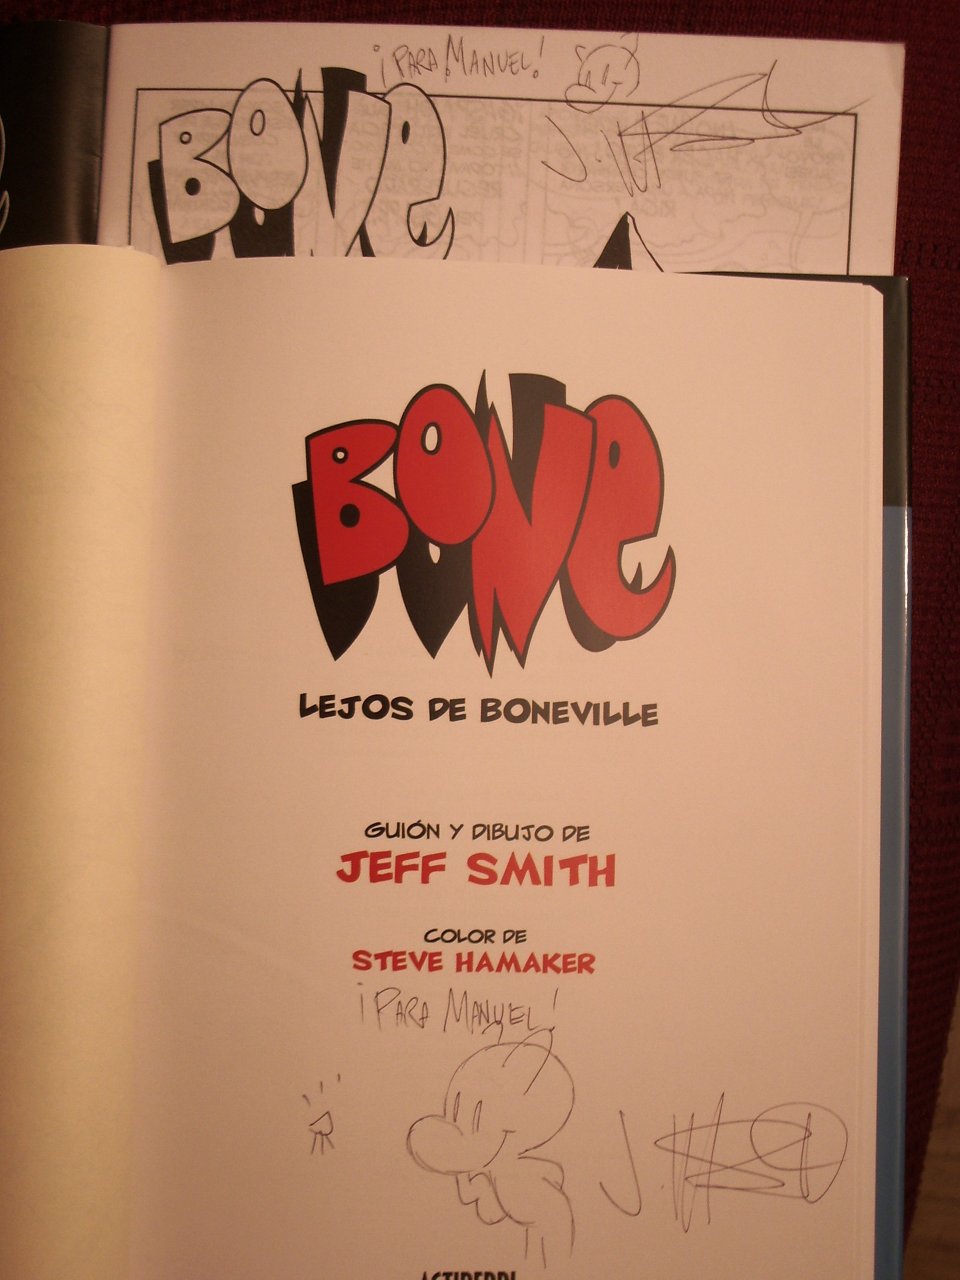 ¡PARA MANUEL!
BONE
BONE
LEJOS DE BONEVILLE
GUIÓN Y DIBUJO DE
JEFF SMITH
COLOR DE
STEVE HAMAKER
¡PARA MANUEL!